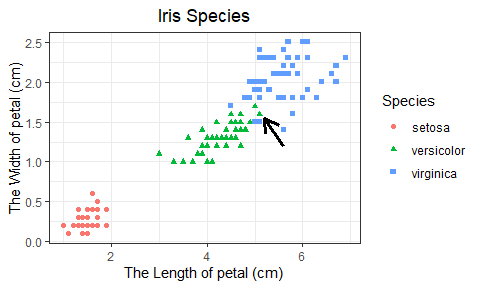 Iris Species
The Width of petal (cm)
2.5
2.0
1.5
1.0
0.5
0.0
2
4
6
The Length of petal (cm)
Species
setosa
versicolor
virginica